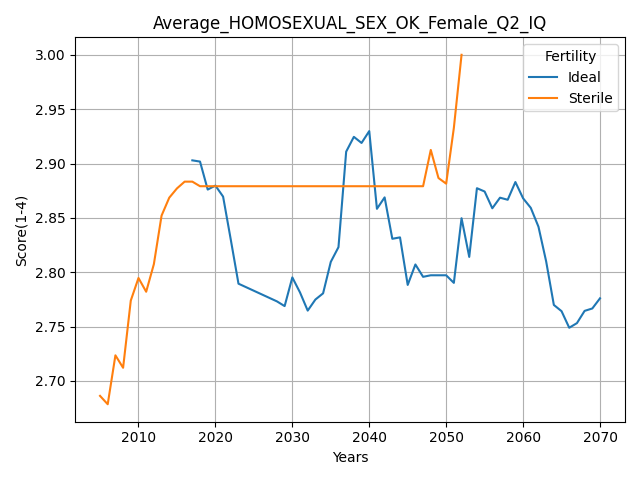 Average_HOMOSEXUAL_SEX_OK_Female_Q2_IQ
Fertility
Ideal
Sterile
Score(1-4)
3.00
2.95
2.90
2.85
2.80
2.75
2.70
2010 2020 2030 2040 2050 2060 2070
Years